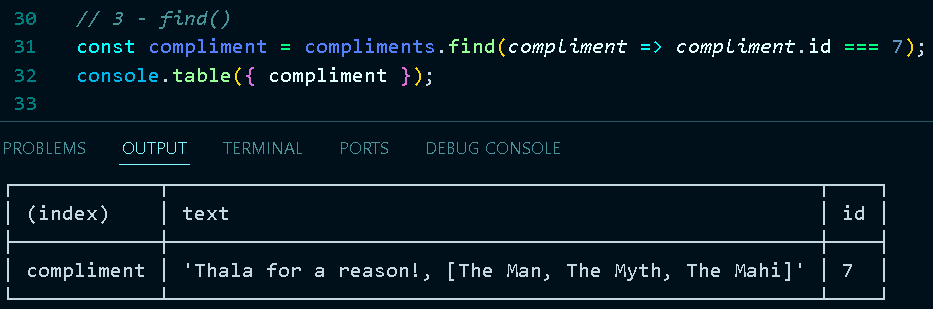 30 // 3 - find()
31 const compliment = compliments.find(compliment => compliment.id === 7);
32 console.table({ compliment });
33
PROBLEMS OUTPUT TERMINAL PORTS DEBUG CONSOLE
(index) text id
compliment 'Thala for a reason!, [The Man, The Myth, The Mahi]' 7